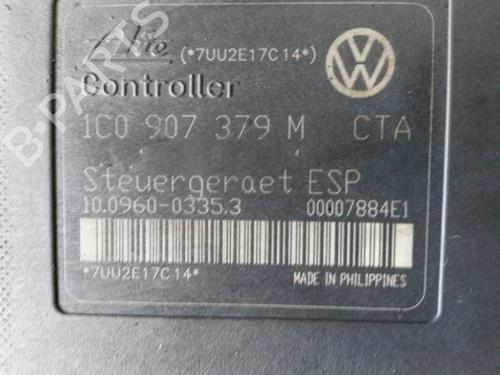 Ate (*7UU2E17C14*)
Controller
1C0 907 379 M CTA
Steuergeraet ESP
10.0960-0335.3 00007884E1
*7UU2E17C14* MADE IN PHILIPPINES
B-PARTS